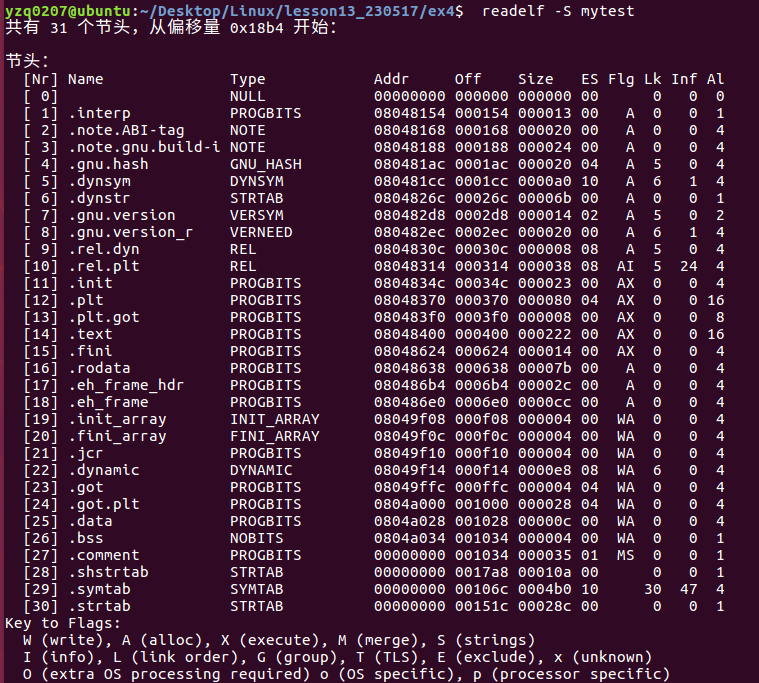 yzq0207@ubuntu:~/Desktop/Linux/lesson13_230517/ex4$  readelf -S mytest
共有 31 个节头，从偏移量 0x18b4 开始：

节头：
  [Nr] Name              Type            Addr     Off    Size   ES Flg Lk Inf Al
  [ 0]                   NULL            00000000 000000 000000 00      0   0  0
  [ 1] .interp           PROGBITS        08048154 000154 000013 00   A  0   0  1
  [ 2] .note.ABI-tag     NOTE            08048168 000168 000020 00   A  0   0  4
  [ 3] .note.gnu.build-i NOTE            08048188 000188 000024 00   A  0   0  4
  [ 4] .gnu.hash         GNU_HASH        080481ac 0001ac 000020 04   A  5   0  4
  [ 5] .dynsym           DYNSYM          080481cc 0001cc 0000a0 10   A  6   1  4
  [ 6] .dynstr           STRTAB          0804826c 00026c 00006b 00   A  0   0  1
  [ 7] .gnu.version      VERSYM          080482d8 0002d8 000014 02   A  5   0  2
  [ 8] .gnu.version_r    VERNEED         080482ec 0002ec 000020 00   A  6   1  4
  [ 9] .rel.dyn          REL             0804830c 00030c 000008 08   A  5   0  4
  [10] .rel.plt          REL             08048314 000314 000038 08  AI  5  24  4
  [11] .init             PROGBITS        0804834c 00034c 000023 00  AX  0   0  4
  [12] .plt              PROGBITS        08048370 000370 000080 04  AX  0   0 16
  [13] .plt.got          PROGBITS        080483f0 0003f0 000008 00  AX  0   0  8
  [14] .text             PROGBITS        08048400 000400 000222 00  AX  0   0 16
  [15] .fini             PROGBITS        08048624 000624 000014 00  AX  0   0  4
  [16] .rodata           PROGBITS        08048638 000638 00007b 00   A  0   0  4
  [17] .eh_frame_hdr     PROGBITS        080486b4 0006b4 00002c 00   A  0   0  4
  [18] .eh_frame         PROGBITS        080486e0 0006e0 0000cc 00   A  0   0  4
  [19] .init_array       INIT_ARRAY      08049f08 000f08 000004 00  WA  0   0  4
  [20] .fini_array       FINI_ARRAY      08049f0c 000f0c 000004 00  WA  0   0  4
  [21] .jcr              PROGBITS        08049f10 000f10 000004 00  WA  0   0  4
  [22] .dynamic          DYNAMIC         08049f14 000f14 0000e8 08  WA  6   0  4
  [23] .got              PROGBITS        08049ffc 000ffc 000004 04  WA  0   0  4
  [24] .got.plt          PROGBITS        0804a000 001000 000028 04  WA  0   0  4
  [25] .data             PROGBITS        0804a028 001028 00000c 00  WA  0   0  4
  [26] .bss              NOBITS          0804a034 001034 000004 00  WA  0   0  1
  [27] .comment          PROGBITS        00000000 001034 000035 01  MS  0   0  1
  [28] .shstrtab         STRTAB          00000000 0017a8 00010a 00      0   0  1
  [29] .symtab           SYMTAB          00000000 00106c 0004b0 10     30  47  4
  [30] .strtab           STRTAB          00000000 00151c 00028c 00      0   0  1
Key to Flags:
  W (write), A (alloc), X (execute), M (merge), S (strings)
  I (info), L (link order), G (group), T (TLS), E (exclude), x (unknown)
  O (extra OS processing required) o (OS specific), p (processor specific)